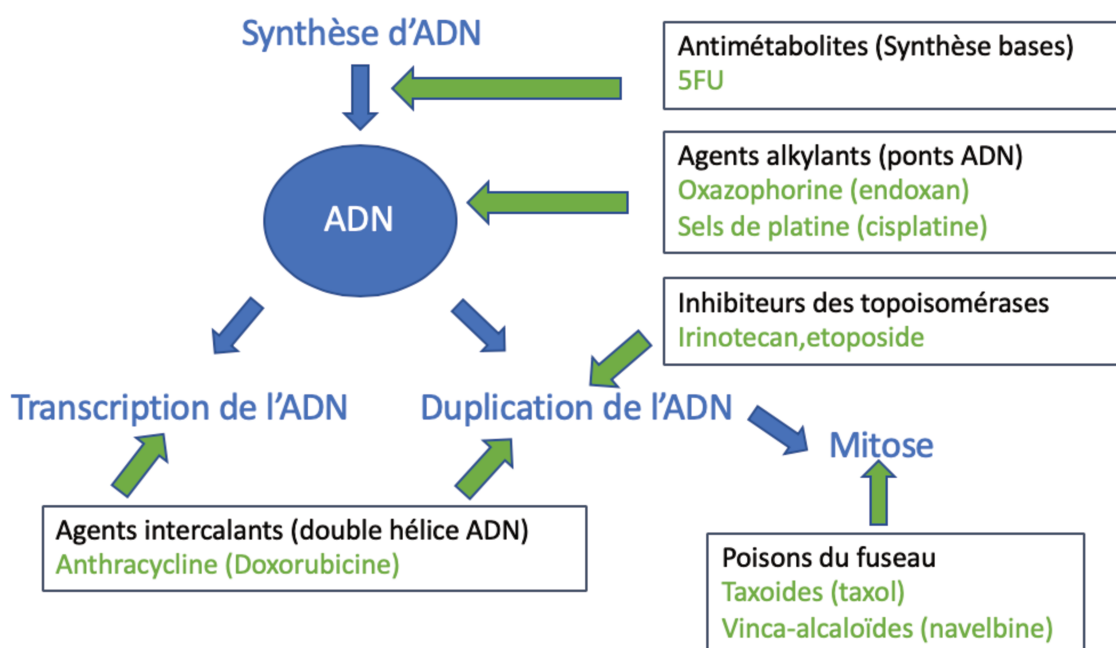 Synthèse d'ADN
Antimétabolites (Synthèse bases)
5FU
ADN
Agents alkylants (ponts ADN)
Oxazophorine (endoxan)
Sels de platine (cisplatine)
Inhibiteurs des topoisomérases
Irinotecan,etoposide
Transcription de l'ADN
Duplication de l'ADN
Mitose
Agents intercalants (double hélice ADN)
Anthracycline (Doxorubicine)
Poisons du fuseau
Taxoides (taxol)
Vinca-alcaloïdes (navelbine)